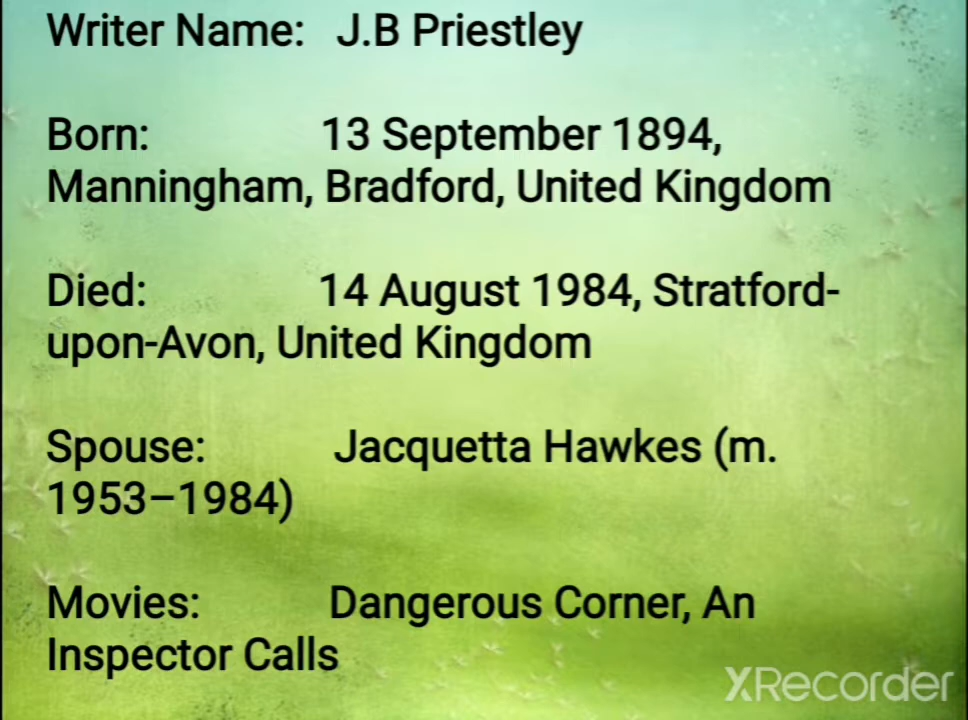 Writer Name: J.B Priestley
Born: 13 September 1894,
Manningham, Bradford, United Kingdom
Died: 14 August 1984, Stratford-
upon-Avon, United Kingdom
Spouse: Jacquetta Hawkes (m.
1953–1984)
Movies: Dangerous Corner, An
Inspector Calls
XRecorder